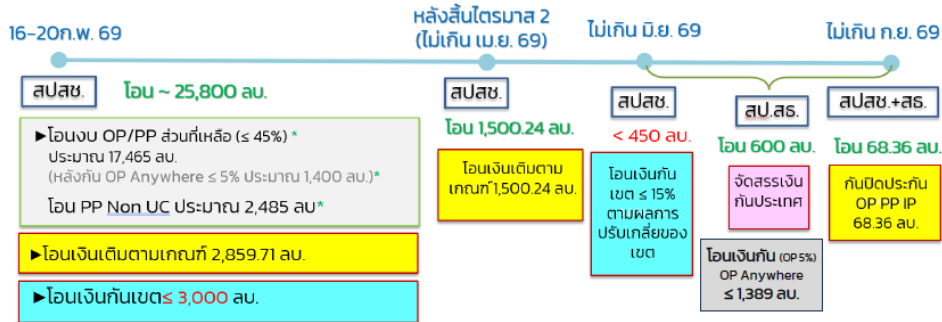 16-20ก.พ. 69
สปสช.
โอน ~ 25,800 ลบ.
►โอนงบ OP/PP ส่วนที่เหลือ (≤ 45%) *
ประมาณ 17,465 ลบ.
(หลังกัน OP Anywhere ≤ 5% ประมาณ 1,400 ลบ.)*
โอน PP Non UC ประมาณ 2,485 ลบ*
►โอนเงินเติมตามเกณฑ์ 2,859.71 ลบ.
►โอนเงินกันเขต≤ 3,000 ลบ.
หลังสิ้นไตรมาส 2
(ไม่เกิน เม.ย. 69)
สปสช.
โอน 1,500.24 ลบ.
โอนเงินเติมตาม
เกณฑ์ 1,500.24 ลบ.
ไม่เกิน มิ.ย. 69
สปสช.
< 450 ลบ.
โอนเงินกัน
เขต ≤ 15%
ตามผลการ
ปรับเกลี่ยของ
เขต
สป.สธ.
โอน 600 ลบ.
จัดสรรเงิน
กันประเทศ
โอนเงินกัน (OP 5%)
OP Anywhere
≤ 1,389 ลบ.
ไม่เกิน ก.ย. 69
สปสช.+สธ.
โอน 68.36 ลบ.
กันปิดประกัน
OP PP IP
68.36 ลบ.